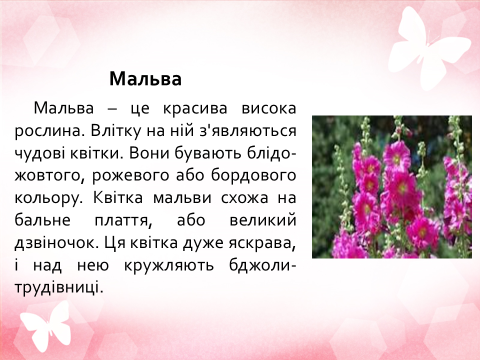 Мальва
Мальва – це красива висока
рослина. Влітку на ній з'являються
чудові квітки. Вони бувають блідо-
жовтого, рожевого або бордового
кольору. Квітка мальви схожа на
бальне плаття, або великий
дзвіночок. Ця квітка дуже яскрава,
і над нею кружляють бджоли-
трудівниці.